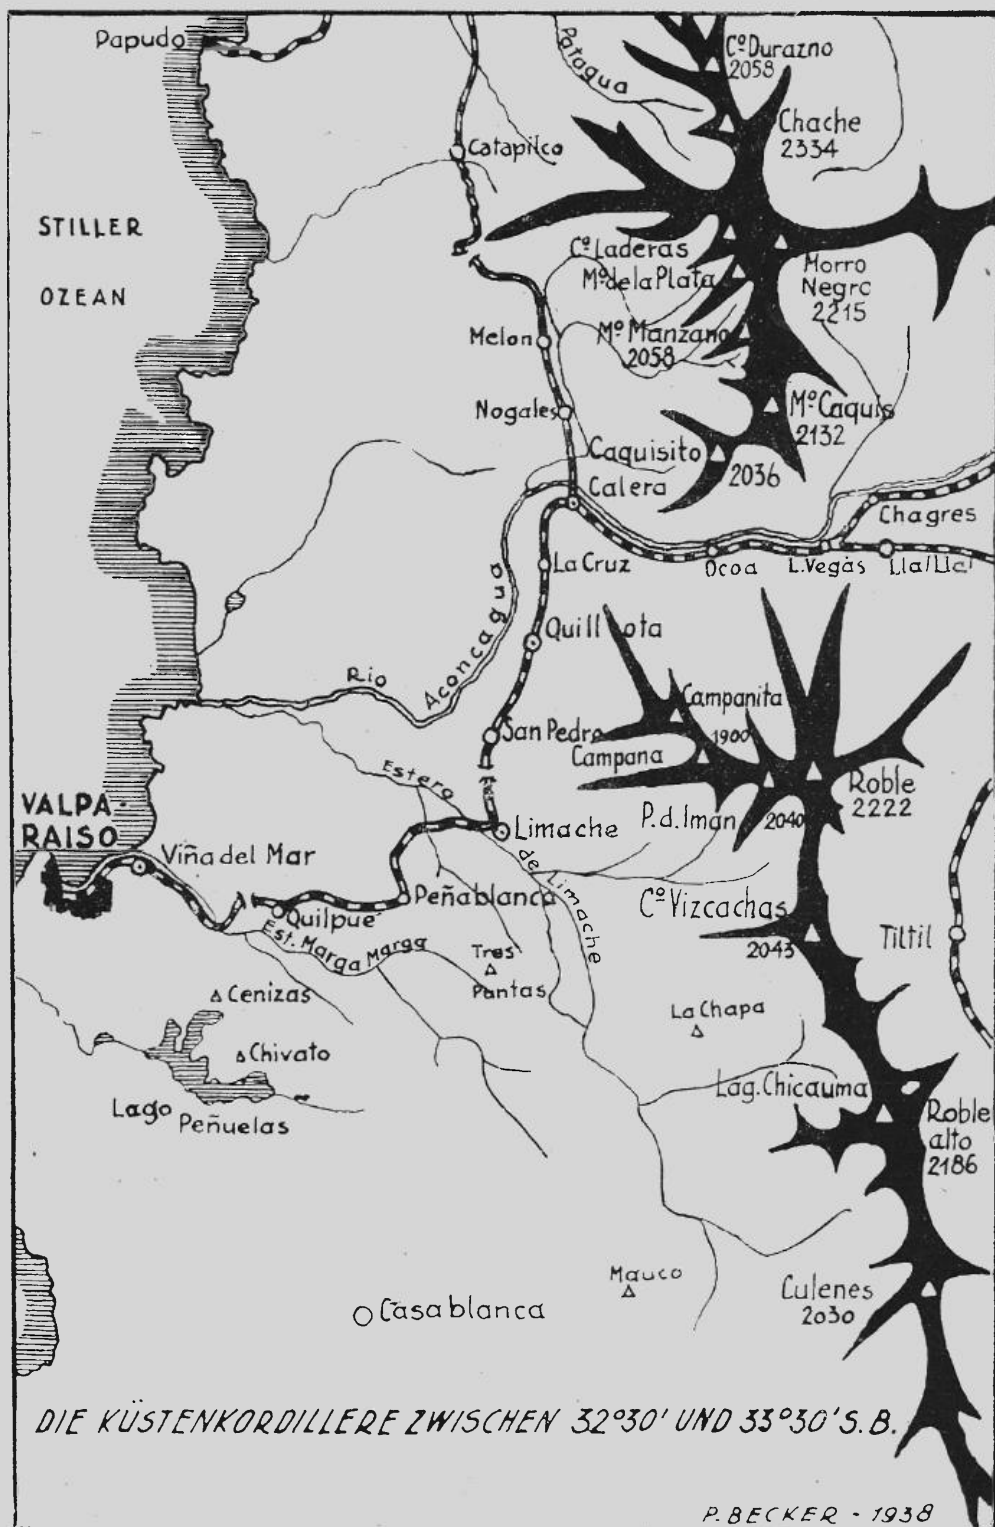 Papudo
Patagua
Cº Durazno
2058
Catapilco
Chache
2334
STILLER
OZEAN
Cº Laderas
Mº de la Plata
Morro
Negro
2215
Melon
Mº Manzano
2058
Nogales
Mº Caquis
2132
Caquisito
2036
Calera
Chagres
La Cruz
Ocoa
L. Vegas
Llai Llai
Quillota
Rio Aconcagua
Campanita
1900
San Pedro
Campana
Estero de Limache
VALPA-
RAISO
Roble
2222
P. d. Iman
2040
Limache
Viña del Mar
Peñablanca
Cº Vizcachas
2043
Quilpué
Est. Marga Marga
Tiltil
Tres
Puntas
Cenizas
La Chapa
Chivato
Lag. Chicauma
Lago
Peñuelas
Roble
alto
2186
Mauco
Culenes
2030
Casablanca
DIE KÜSTENKORDILLERE ZWISCHEN 32°30' UND 33°30' S.B.
P. BECKER - 1938